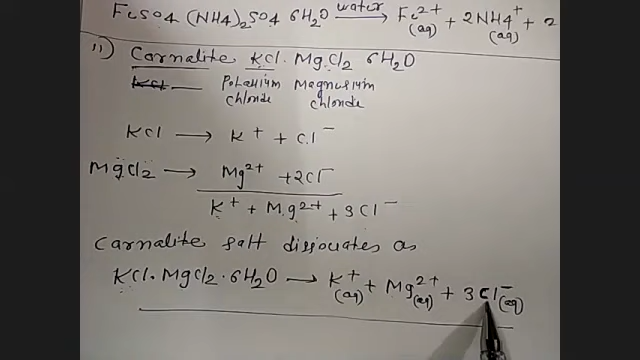 FeSO4 (NH4)2SO4 6H2O water→ Fe2+(aq) + 2NH4+(aq) + 2
ii) Carnalite KCl. MgCl2 6H2O
KCl — Potassium chloride Magnesium chloride
KCl → K+ + Cl−
MgCl2 → Mg2+ + 2Cl−
K+ + Mg2+ + 3Cl−
Carnalite salt dissociates as
KCl. MgCl2. 6H2O → K+(aq) + Mg2+(aq) + 3Cl−(aq)